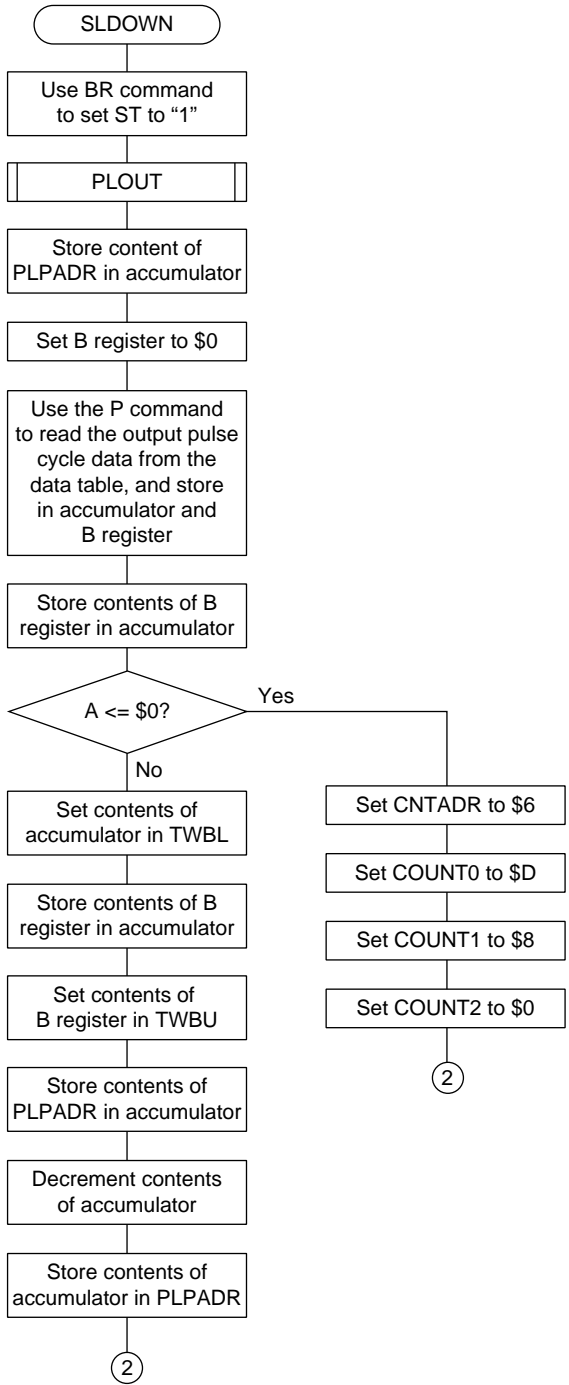 SLDOWN
Use BR command
to set ST to “1”
PLOUT
Store content of
PLPADR in accumulator
Set B register to $0
Use the P command
to read the output pulse
cycle data from the
data table, and store
in accumulator and
B register
Store contents of B
register in accumulator
A <= $0?
Yes
No
Set contents of
accumulator in TWBL
Store contents of B
register in accumulator
Set contents of
B register in TWBU
Store contents of
PLPADR in accumulator
Decrement contents
of accumulator
Store contents of
accumulator in PLPADR
2
Set CNTADR to $6
Set COUNT0 to $D
Set COUNT1 to $8
Set COUNT2 to $0
2